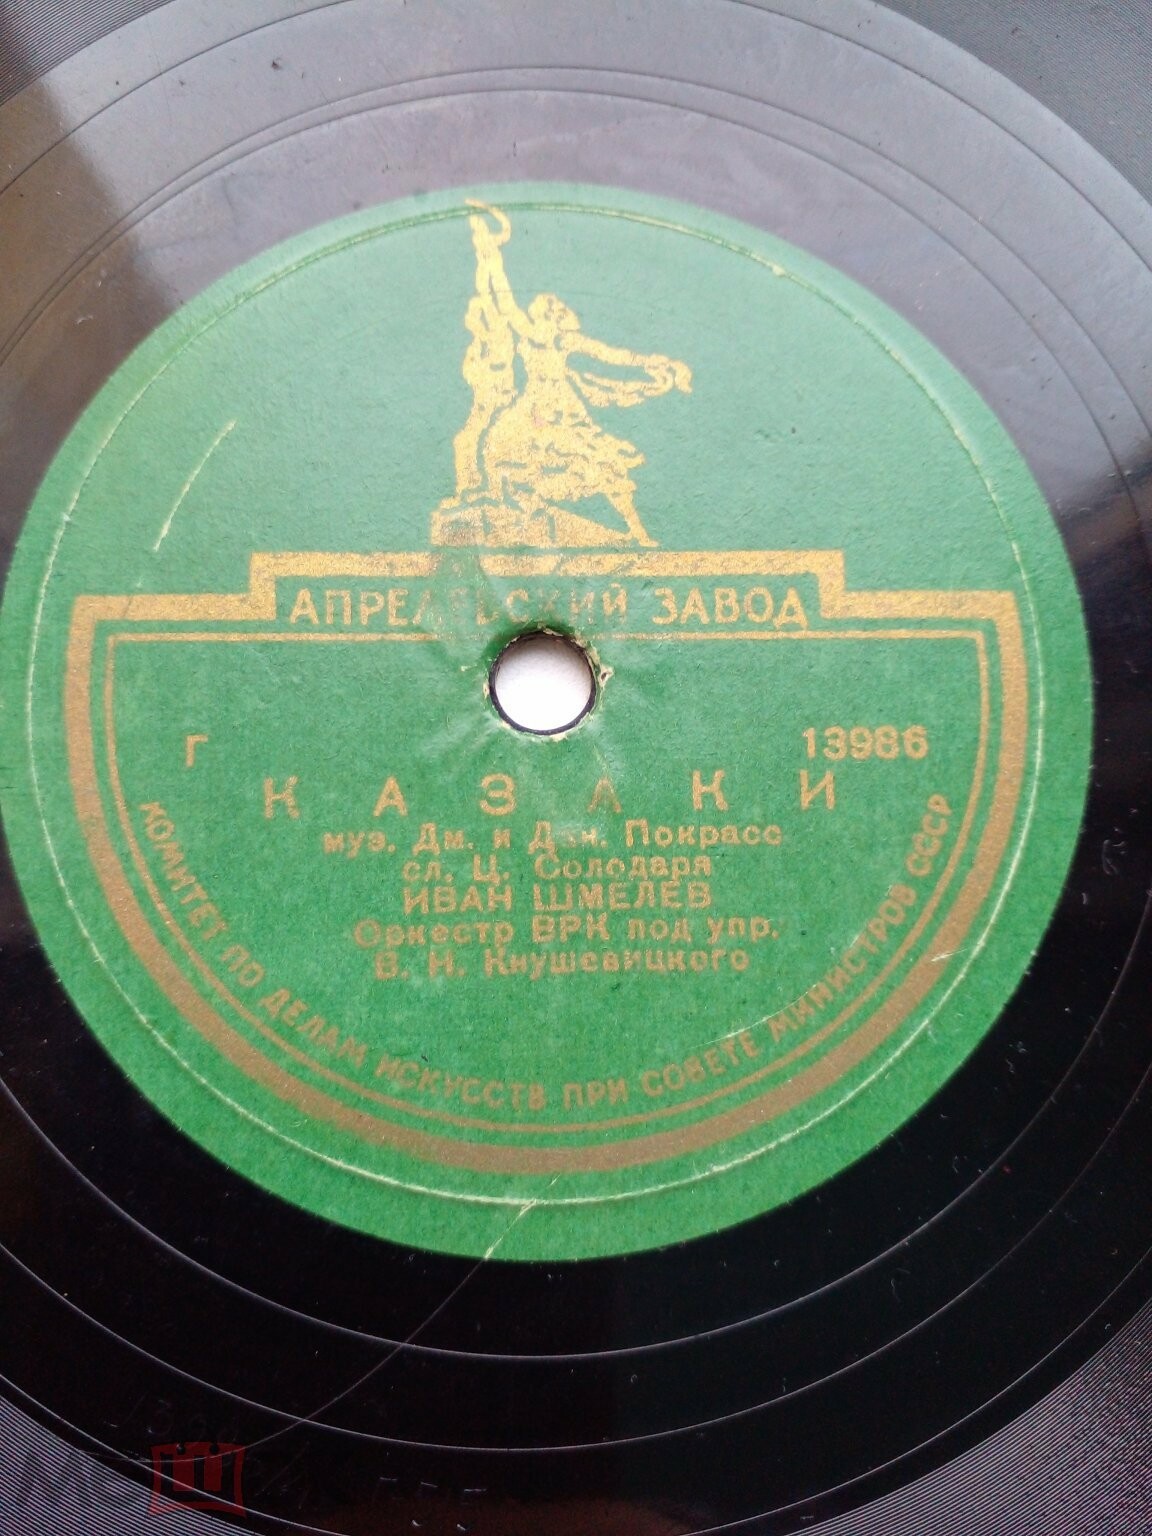 АПРЕЛЕВСКИЙ ЗАВОД
Г 13986
КАЗАКИ
муз. Дм. и Дан. Покрасс
сл. Ц. Солодаря
ИВАН ШМЕЛЕВ
Оркестр ВРК под упр.
В. Н. Кнушевицкого
КОМИТЕТ ПО ДЕЛАМ ИСКУССТВ ПРИ СОВЕТЕ МИНИСТРОВ СССР